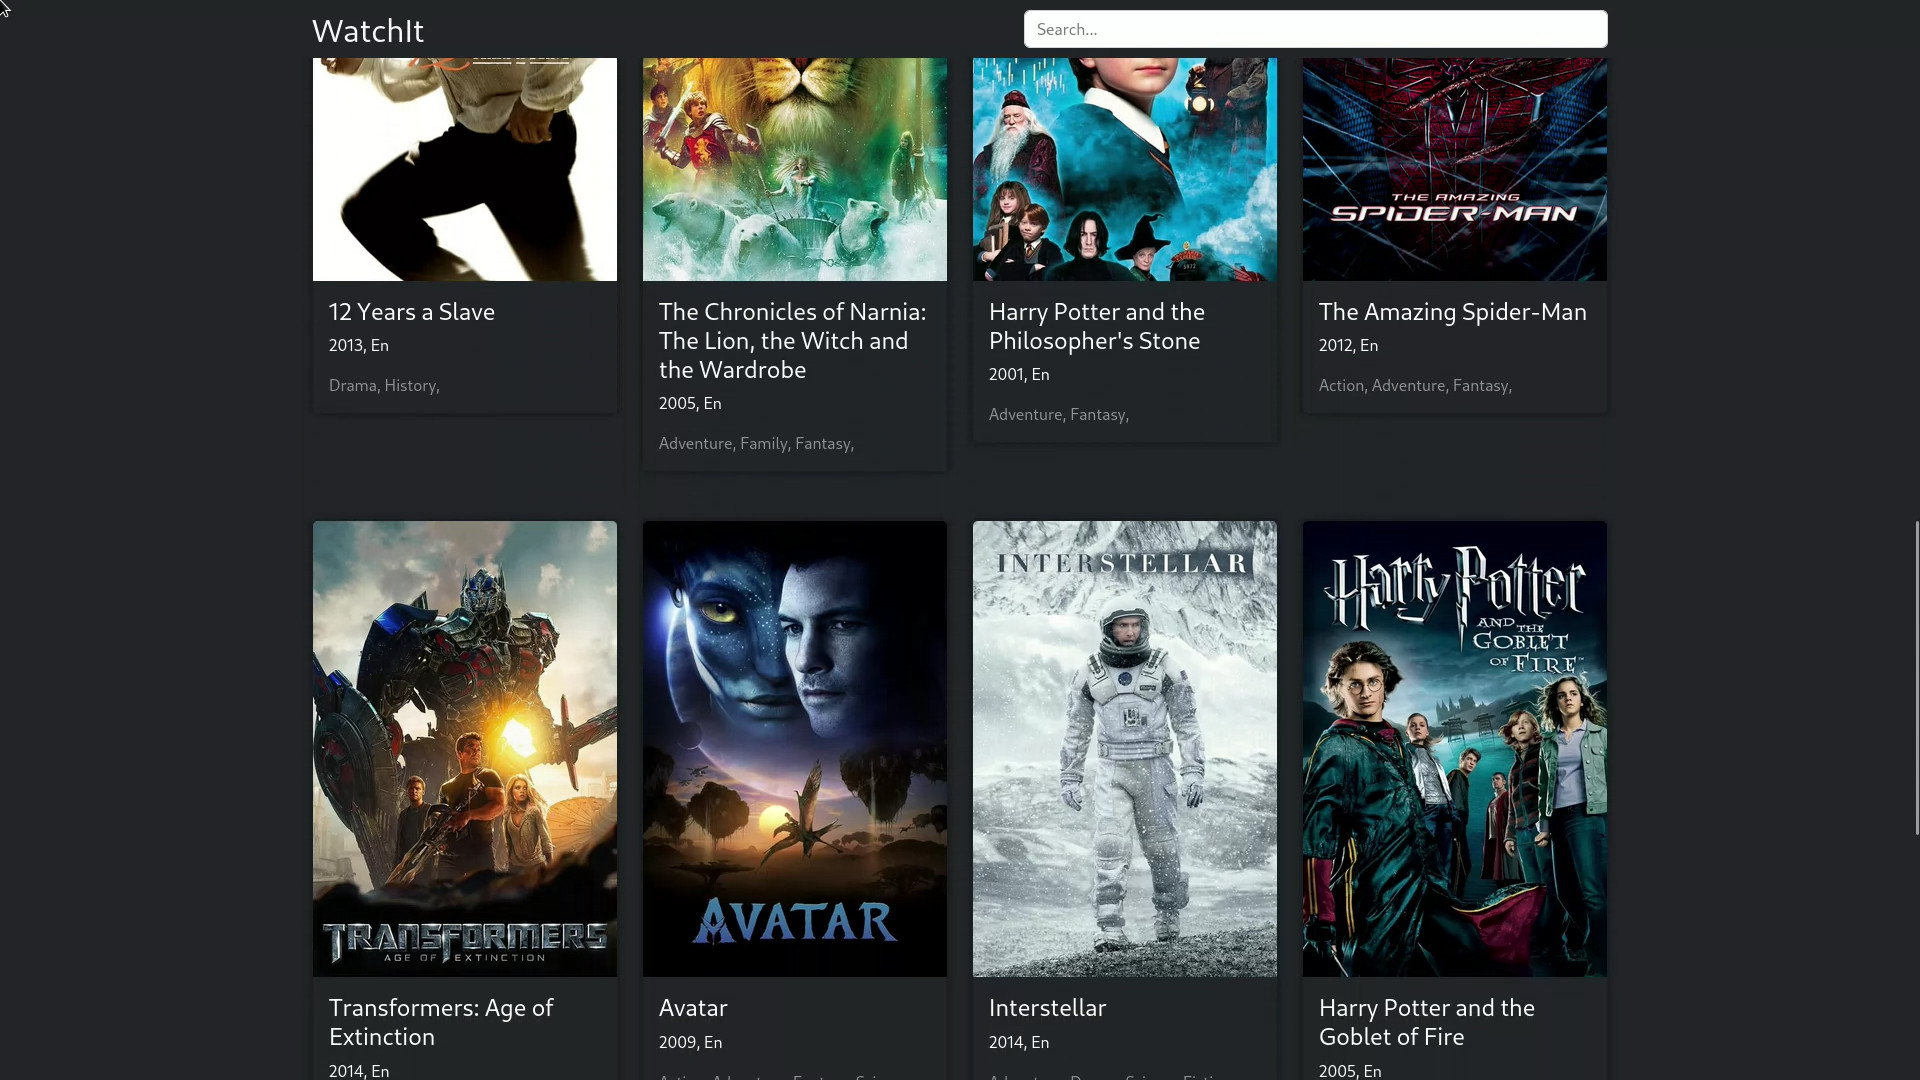 WatchIt
Search...
THE AMAZING
SPIDER-MAN
5972
12 Years a Slave
2013, En
Drama, History,
The Chronicles of Narnia:
The Lion, the Witch and
the Wardrobe
2005, En
Adventure, Family, Fantasy,
Harry Potter and the
Philosopher's Stone
2001, En
Adventure, Fantasy,
The Amazing Spider-Man
2012, En
Action, Adventure, Fantasy,
TRANSFORMERS
AGE OF EXTINCTION
AVATAR
INTERSTELLAR
Harry Potter
AND THE
GOBLET
OF FIRE™
Transformers: Age of
Extinction
2014, En
Avatar
2009, En
Interstellar
2014, En
Harry Potter and the
Goblet of Fire
2005, En